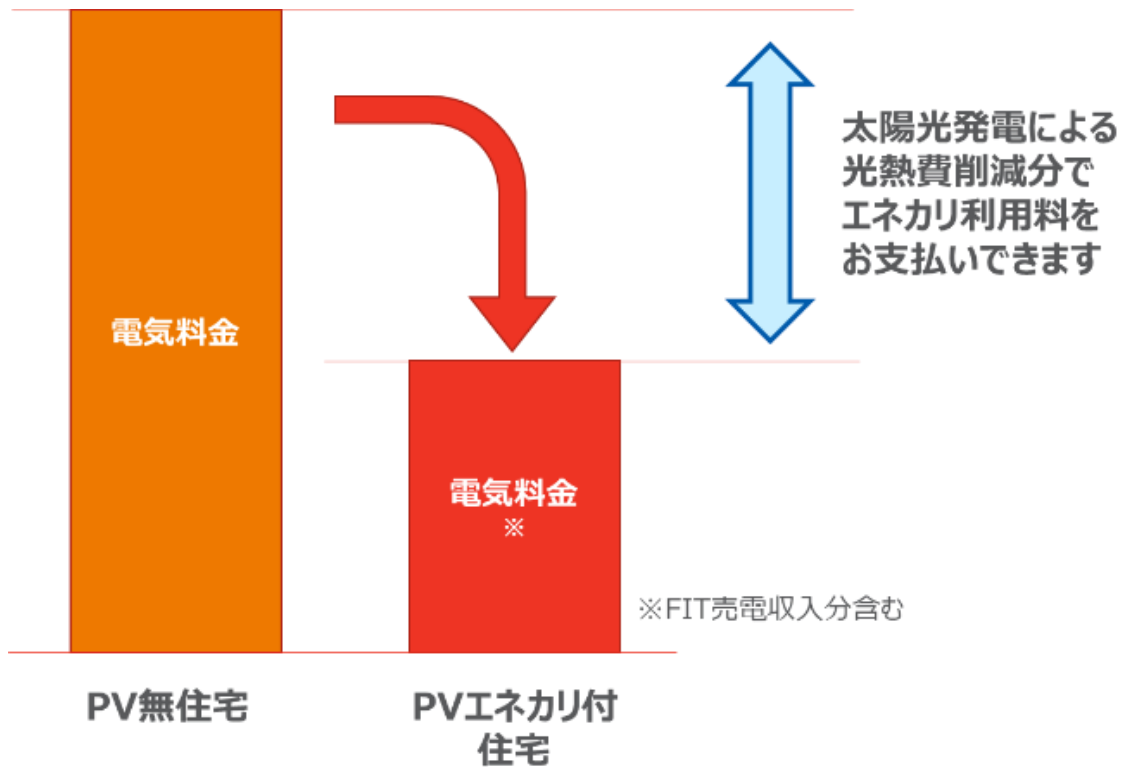 太陽光発電による
光熱費削減分で
エネカリ利用料を
お支払いできます
電気料金
電気料金
※
※FIT売電収入分含む
PV無住宅
PVエネカリ付
住宅